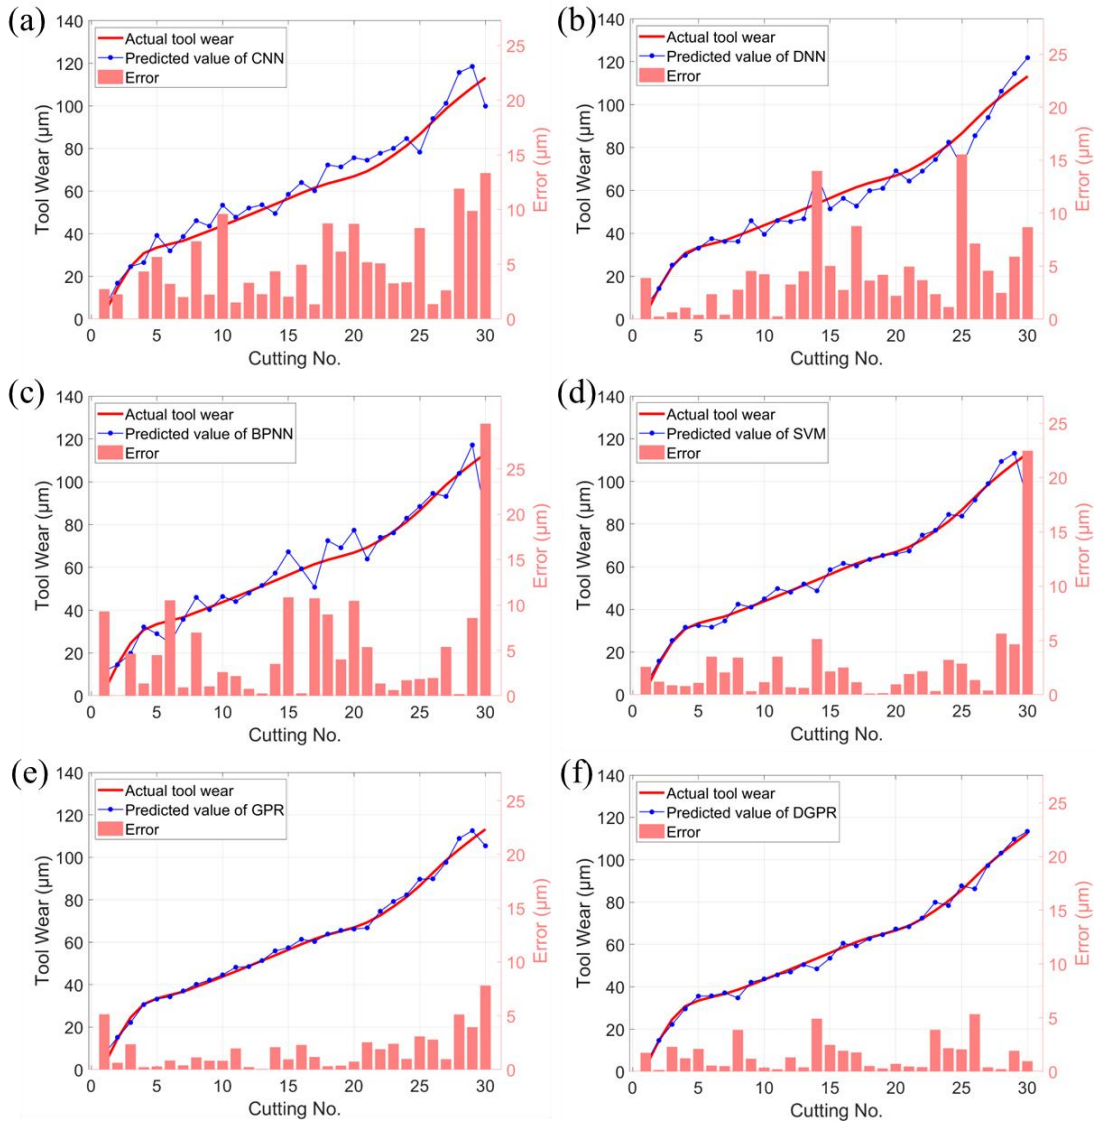 (a)
140
120
100
80
60
40
20
0
Tool Wear (μm)
Actual tool wear
Predicted value of CNN
Error
25
20
15
10
5
0
Error (μm)
0 5 10 15 20 25 30
Cutting No.
(b)
140
120
100
80
60
40
20
0
Tool Wear (μm)
Actual tool wear
Predicted value of DNN
Error
25
20
15
10
5
0
Error (μm)
0 5 10 15 20 25 30
Cutting No.
(c)
140
120
100
80
60
40
20
0
Tool Wear (μm)
Actual tool wear
Predicted value of BPNN
Error
25
20
15
10
5
0
Error (μm)
0 5 10 15 20 25 30
Cutting No.
(d)
140
120
100
80
60
40
20
0
Tool Wear (μm)
Actual tool wear
Predicted value of SVM
Error
25
20
15
10
5
0
Error (μm)
0 5 10 15 20 25 30
Cutting No.
(e)
140
120
100
80
60
40
20
0
Tool Wear (μm)
Actual tool wear
Predicted value of GPR
Error
25
20
15
10
5
0
Error (μm)
0 5 10 15 20 25 30
Cutting No.
(f)
140
120
100
80
60
40
20
0
Tool Wear (μm)
Actual tool wear
Predicted value of DGPR
Error
25
20
15
10
5
0
Error (μm)
0 5 10 15 20 25 30
Cutting No.